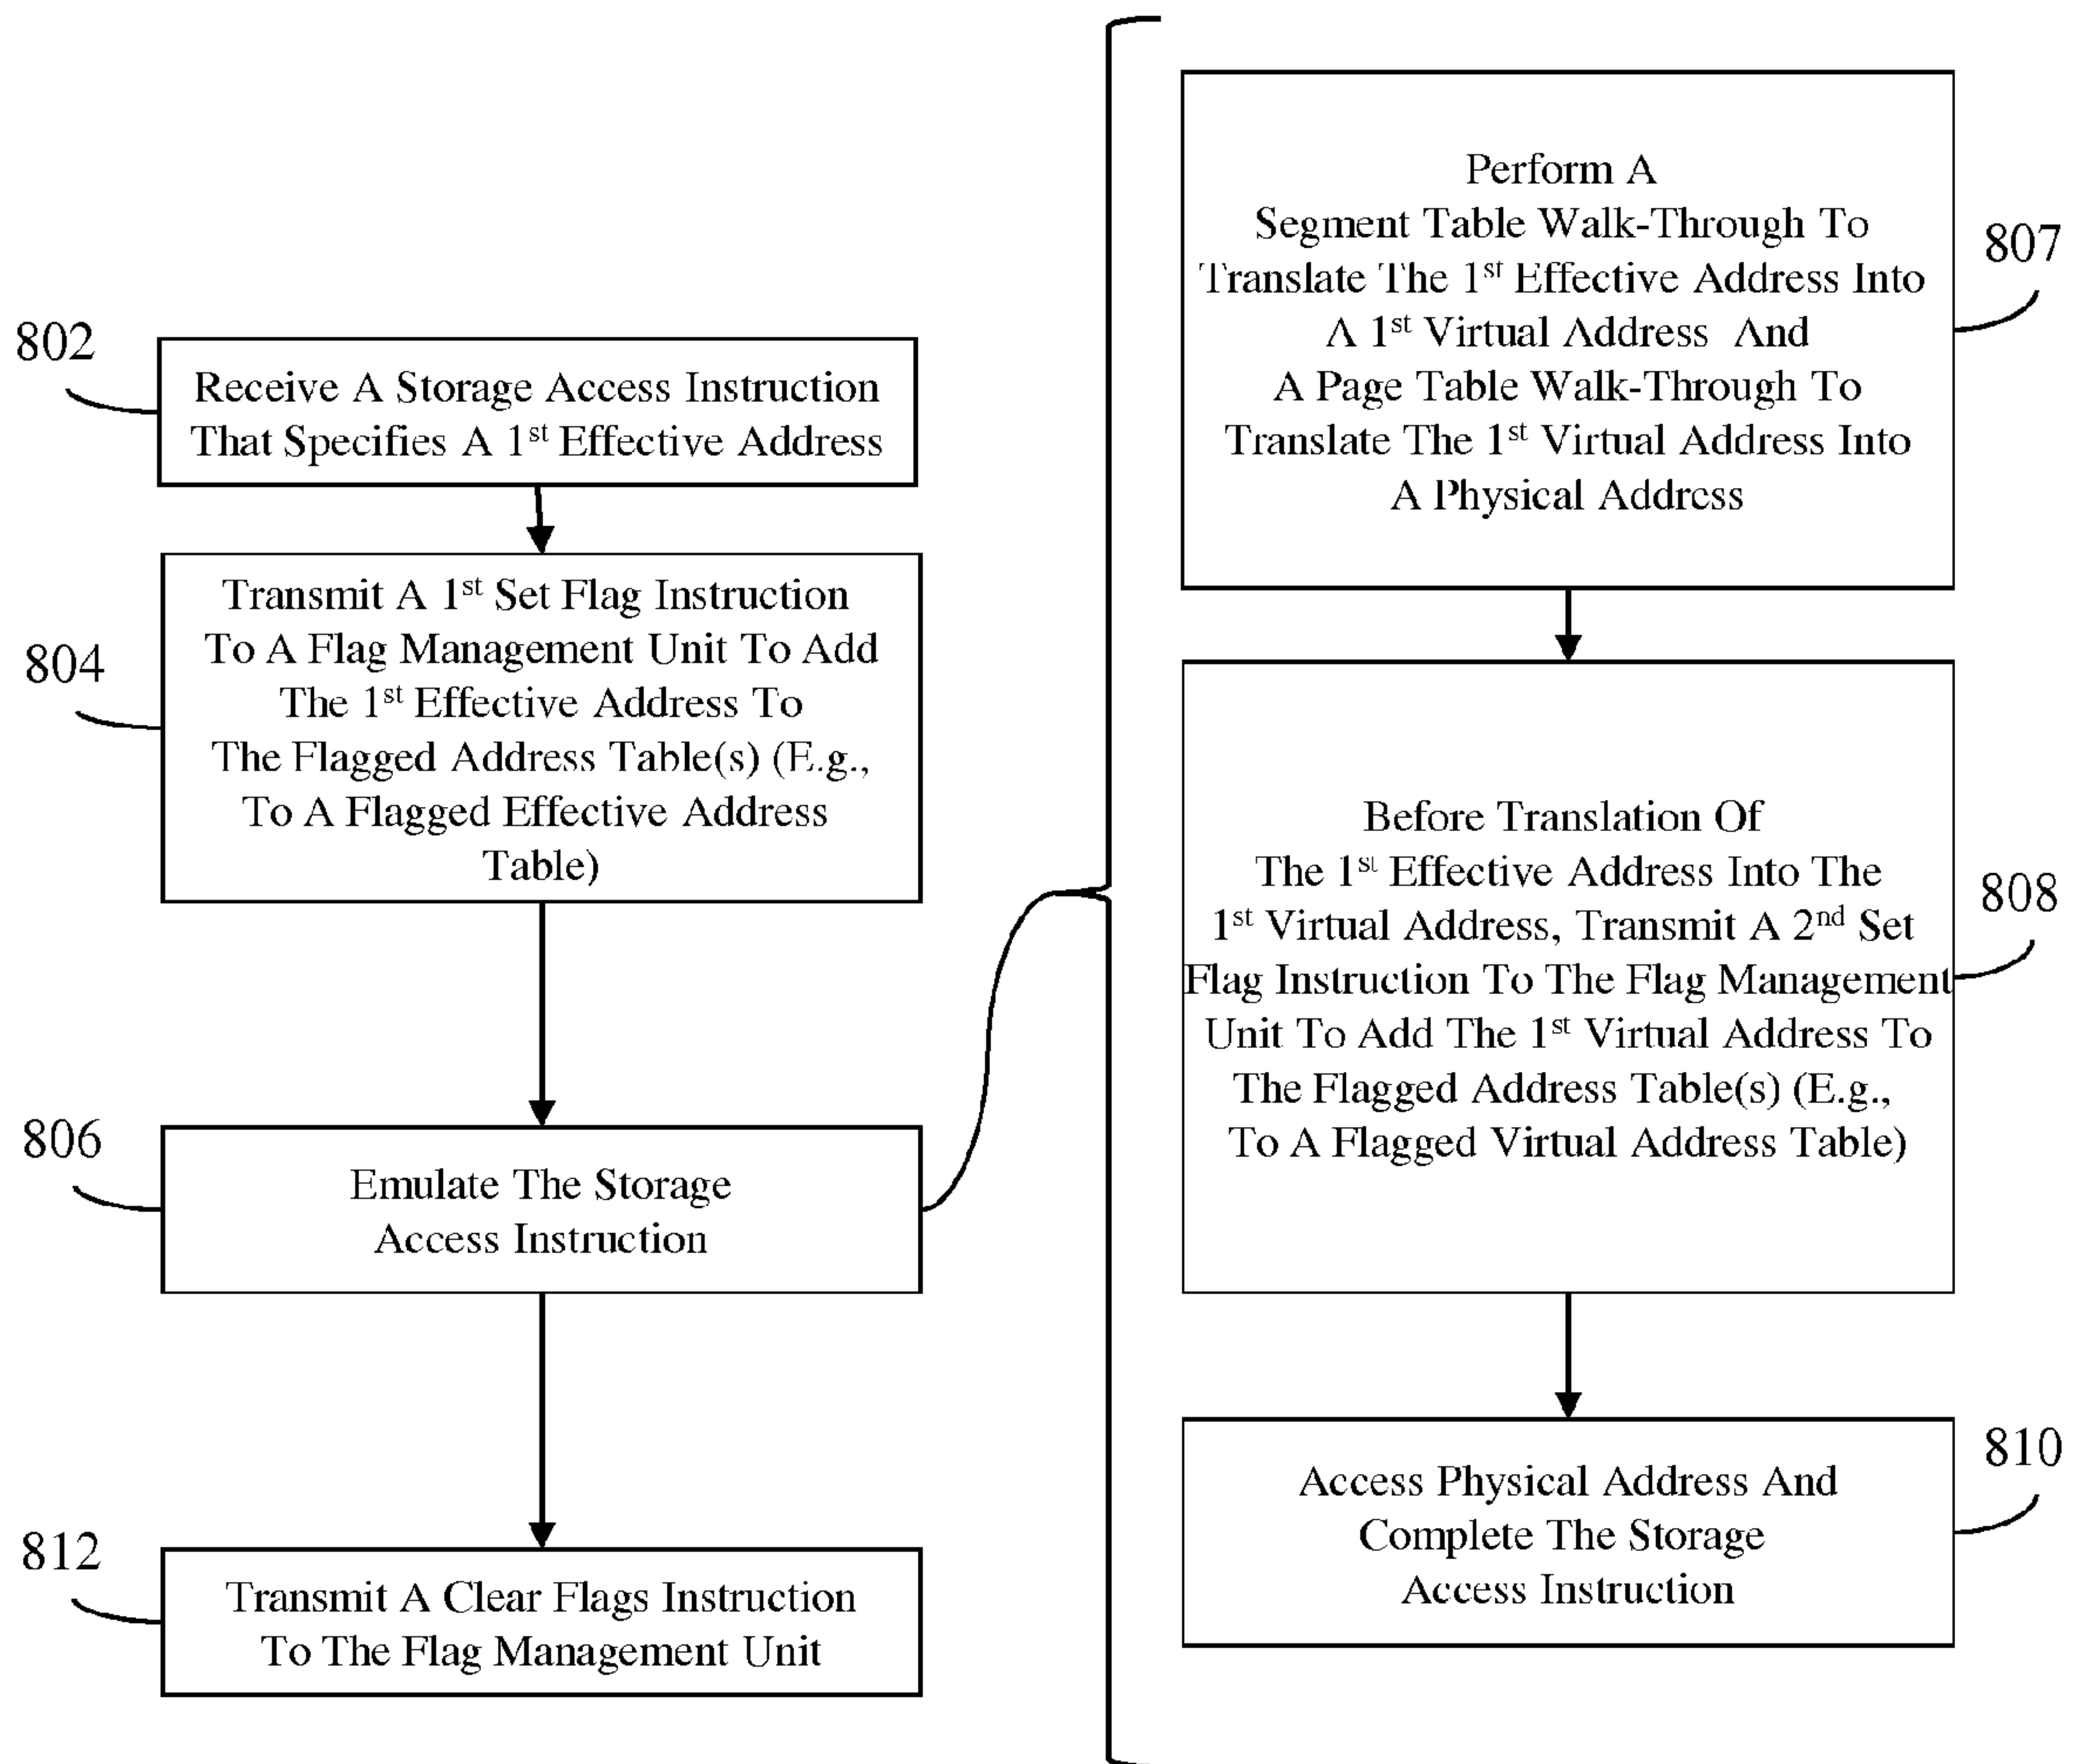 802
Receive A Storage Access Instruction
That Specifies A 1st Effective Address
804
Transmit A 1st Set Flag Instruction
To A Flag Management Unit To Add
The 1st Effective Address To
The Flagged Address Table(s) (E.g.,
To A Flagged Effective Address
Table)
806
Emulate The Storage
Access Instruction
812
Transmit A Clear Flags Instruction
To The Flag Management Unit
807
Perform A
Segment Table Walk-Through To
Translate The 1st Effective Address Into
A 1st Virtual Address And
A Page Table Walk-Through To
Translate The 1st Virtual Address Into
A Physical Address
808
Before Translation Of
The 1st Effective Address Into The
1st Virtual Address, Transmit A 2nd Set
Flag Instruction To The Flag Management
Unit To Add The 1st Virtual Address To
The Flagged Address Table(s) (E.g.,
To A Flagged Virtual Address Table)
810
Access Physical Address And
Complete The Storage
Access Instruction